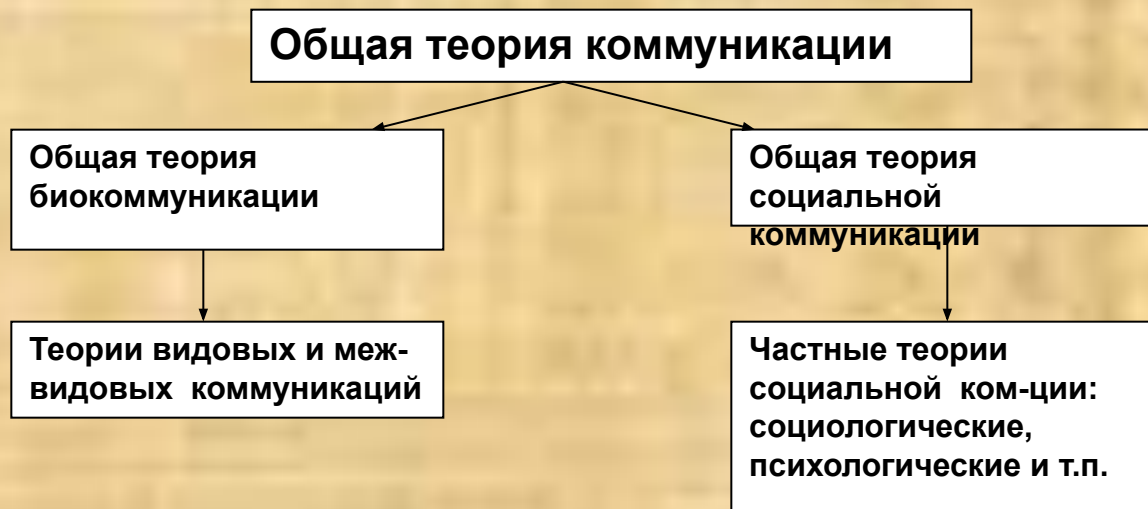 Общая теория коммуникации
Общая теория
биокоммуникации
Общая теория
социальной
коммуникации
Теории видовых и меж-
видовых коммуникаций
Частные теории
социальной ком-ции:
социологические,
психологические и т.п.